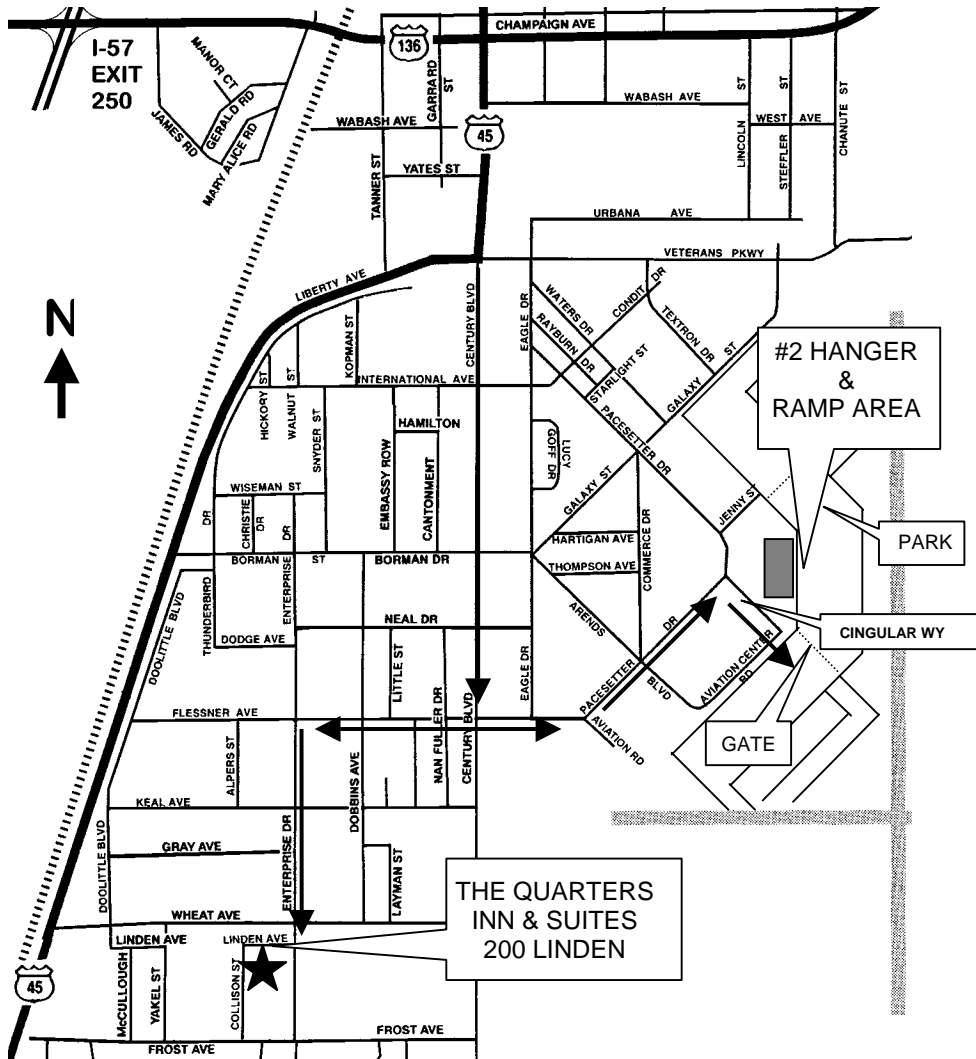 CHAMPAIGN AVE
I-57
EXIT
250
136
MANOR CT
GERALD RD
JAMES RD
MARY ALICE RD
GARRARD ST
WABASH AVE
WABASH AVE
45
TANNER ST
YATES ST
LINCOLN ST
WEST AVE
STEFFLER ST
CHANUTE ST
URBANA AVE
VETERANS PKWY
LIBERTY AVE
N
KOPMAN ST
CENTURY BLVD
EAGLE DR
WATERS DR
RAYBURN DR
CONDIT DR
STARLIGHT ST
TEXTRON DR
GALAXY ST
INTERNATIONAL AVE
HICKORY ST
WALNUT ST
SNYDER ST
PACESETTER DR
#2 HANGER
&
RAMP AREA
HAMILTON
EMBASSY ROW
CANTONMENT
LUCY
GOFF DR
GALAXY ST
WISEMAN ST
CHRISTIE DR
ENTERPRISE DR
JENNY ST
HARTIGAN AVE
COMMERCE DR
PARK
DR
BORMAN ST
BORMAN DR
THOMPSON AVE
THUNDERBIRD
DOOLITTLE BLVD
ARENDS BLVD
DODGE AVE
NEAL DR
CINGULAR WY
LITTLE ST
NAN FULLER DR
CENTURY BLVD
EAGLE DR
PACESETTER DR
AVIATION CENTER RD
FLESSNER AVE
AVIATION RD
GATE
ALPERS ST
DOBBINS AVE
KEAL AVE
GRAY AVE
DOOLITTLE BLVD
ENTERPRISE DR
LAYMAN ST
THE QUARTERS
INN & SUITES
200 LINDEN
WHEAT AVE
LINDEN AVE
LINDEN AVE
McCULLOUGH
YAKEL ST
COLLISON ST
45
FROST AVE
FROST AVE